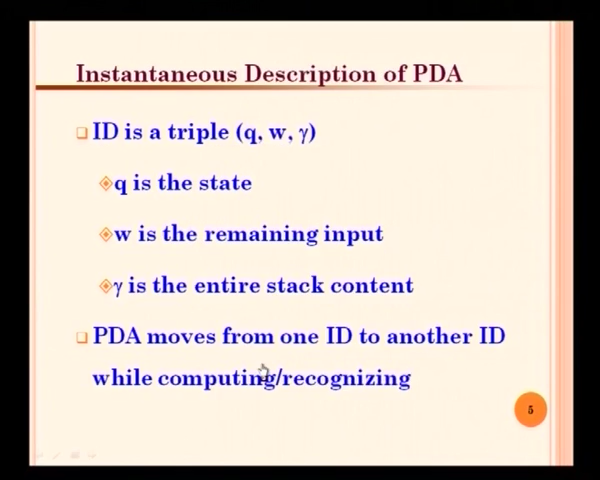 Instantaneous Description of PDA
ID is a triple (q, w, γ)
q is the state
w is the remaining input
γ is the entire stack content
PDA moves from one ID to another ID
while computing/recognizing
5